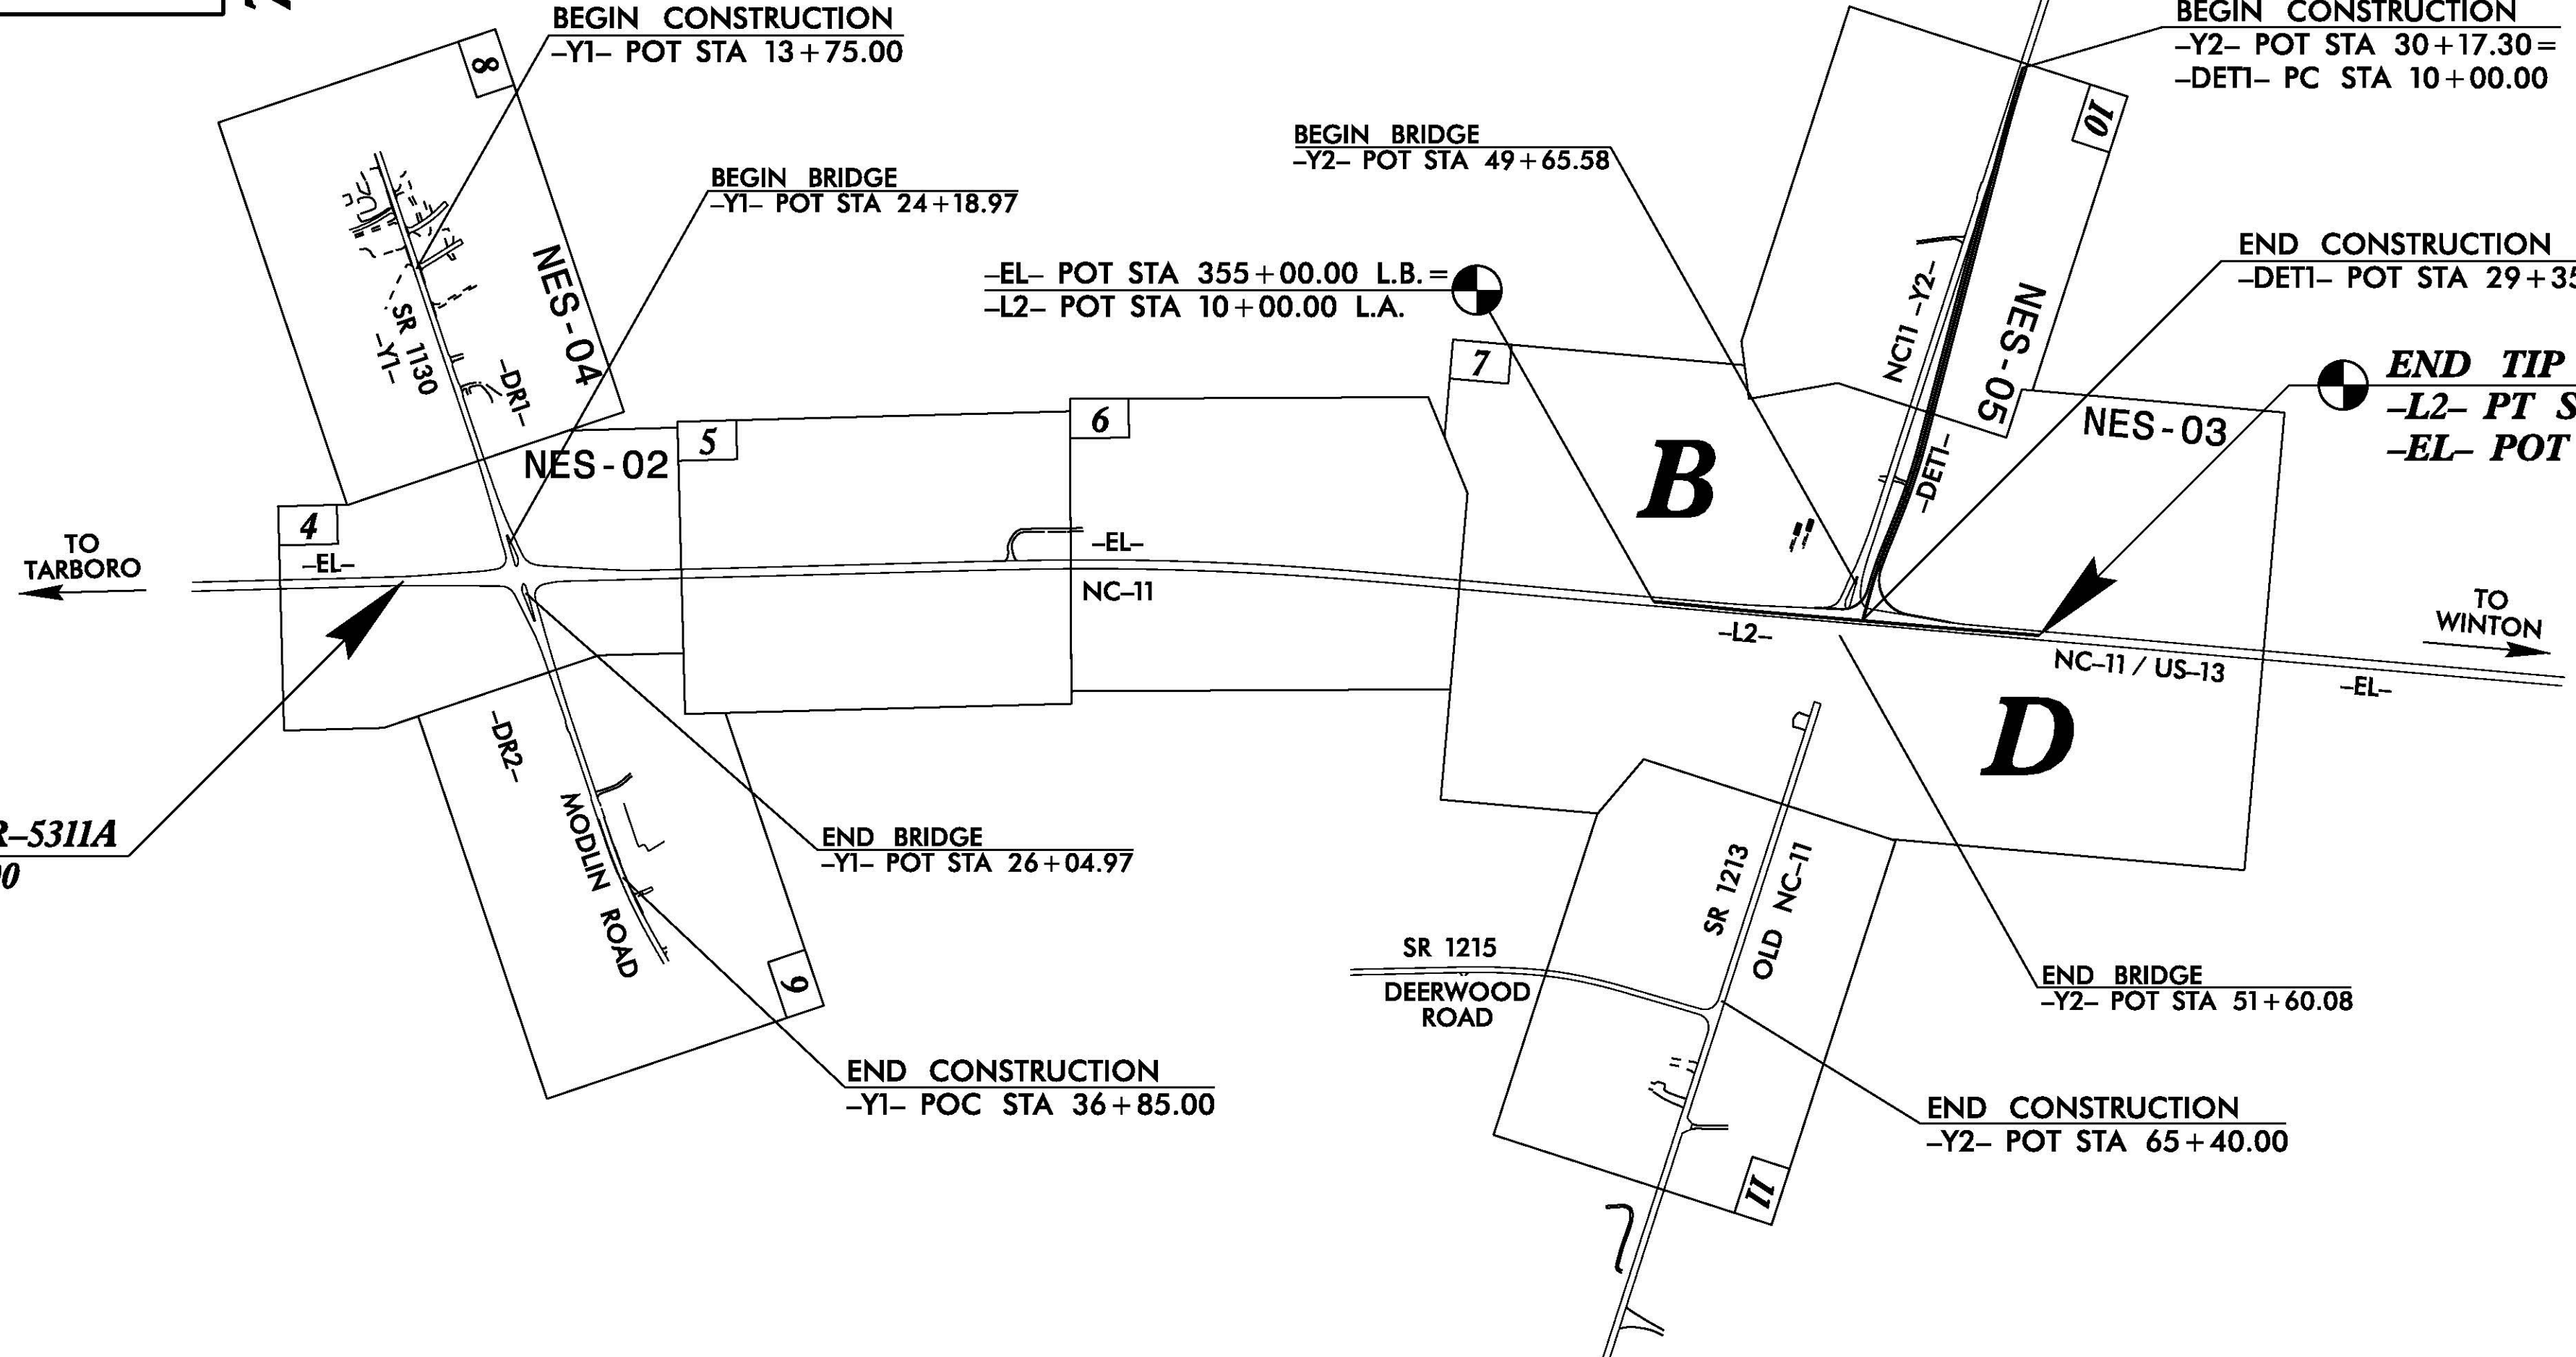 BEGIN CONSTRUCTION
–Y1– POT STA 13+75.00
BEGIN CONSTRUCTION
–Y2– POT STA 30+17.30=
–DET1– PC STA 10+00.00
8
10
BEGIN BRIDGE
–Y2– POT STA 49+65.58
BEGIN BRIDGE
–Y1– POT STA 24+18.97
END CONSTRUCTION
–DET1– POT STA 29+35
–EL– POT STA 355+00.00 L.B.=
–L2– POT STA 10+00.00 L.A.
NES-04
SR 1130
–Y1–
–DR1–
NC11 –Y2–
NES-05
END TIP
–L2– PT S
–EL– POT
7
NES-03
6
5
NES-02
B
–DET1–
4
–EL–
TO
TARBORO
–EL–
NC–11
–L2–
TO
WINTON
NC–11 / US–13
–EL–
D
–DR2–
MODLIN ROAD
R–5311A
00
END BRIDGE
–Y1– POT STA 26+04.97
SR 1213
OLD NC–11
SR 1215
DEERWOOD
ROAD
9
END BRIDGE
–Y2– POT STA 51+60.08
END CONSTRUCTION
–Y1– POC STA 36+85.00
END CONSTRUCTION
–Y2– POT STA 65+40.00
11